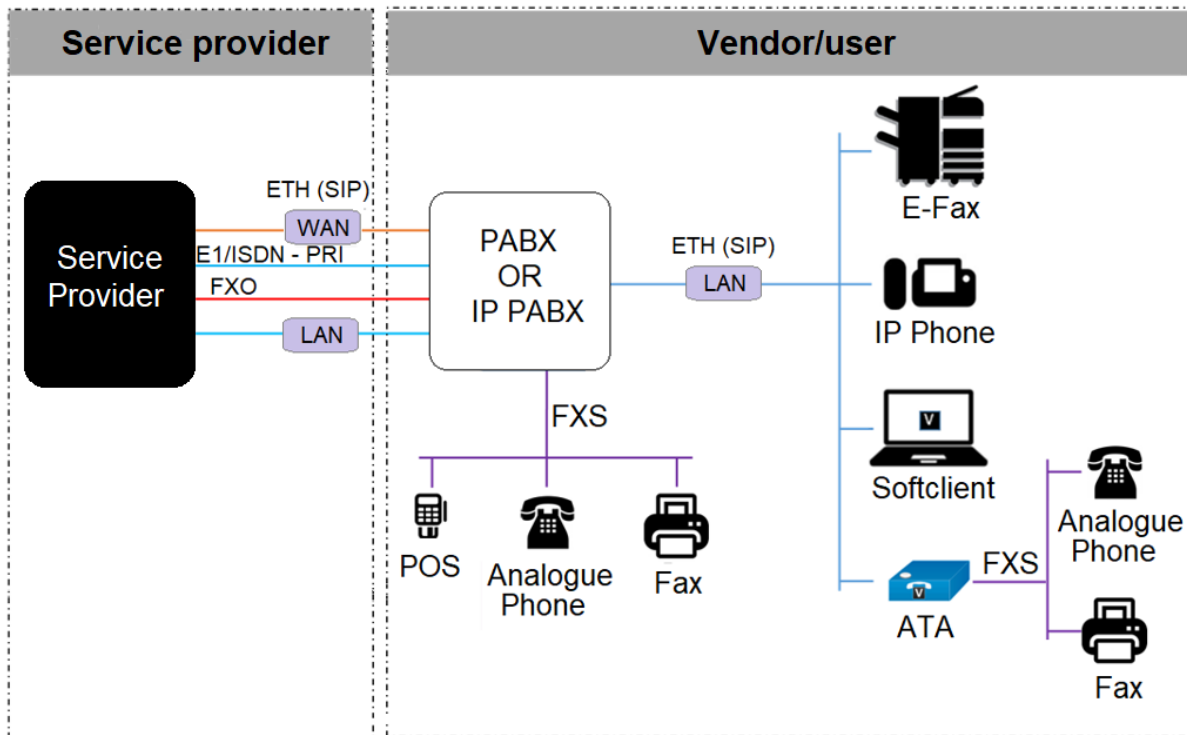 Service provider
Vendor/user
Service
Provider
ETH (SIP)
WAN
E1/ISDN - PRI
FXO
LAN
PABX
OR
IP PABX
ETH (SIP)
LAN
E-Fax
IP Phone
V
Softclient
V
ATA
FXS
POS
Analogue
Phone
Fax
FXS
Analogue
Phone
Fax